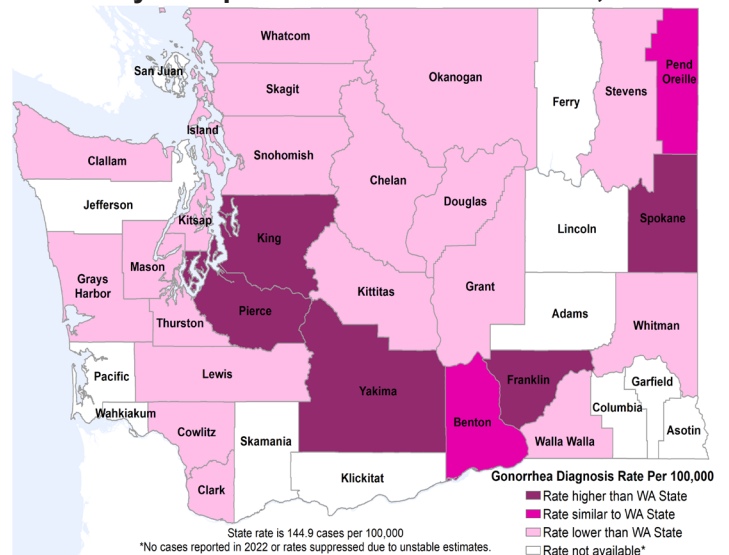 Whatcom
San Juan
Okanogan
Pend
Oreille
Skagit
Ferry
Stevens
Island
Snohomish
Clallam
Chelan
Jefferson
Douglas
Kitsap
Lincoln
Spokane
King
Mason
Grays
Harbor
Kittitas
Grant
Pierce
Adams
Thurston
Whitman
Pacific
Lewis
Franklin
Garfield
Yakima
Columbia
Wahkiakum
Benton
Cowlitz
Asotin
Skamania
Walla Walla
Klickitat
Clark
Gonorrhea Diagnosis Rate Per 100,000
Rate higher than WA State
Rate similar to WA State
Rate lower than WA State
Rate not available*
State rate is 144.9 cases per 100,000
*No cases reported in 2022 or rates suppressed due to unstable estimates.